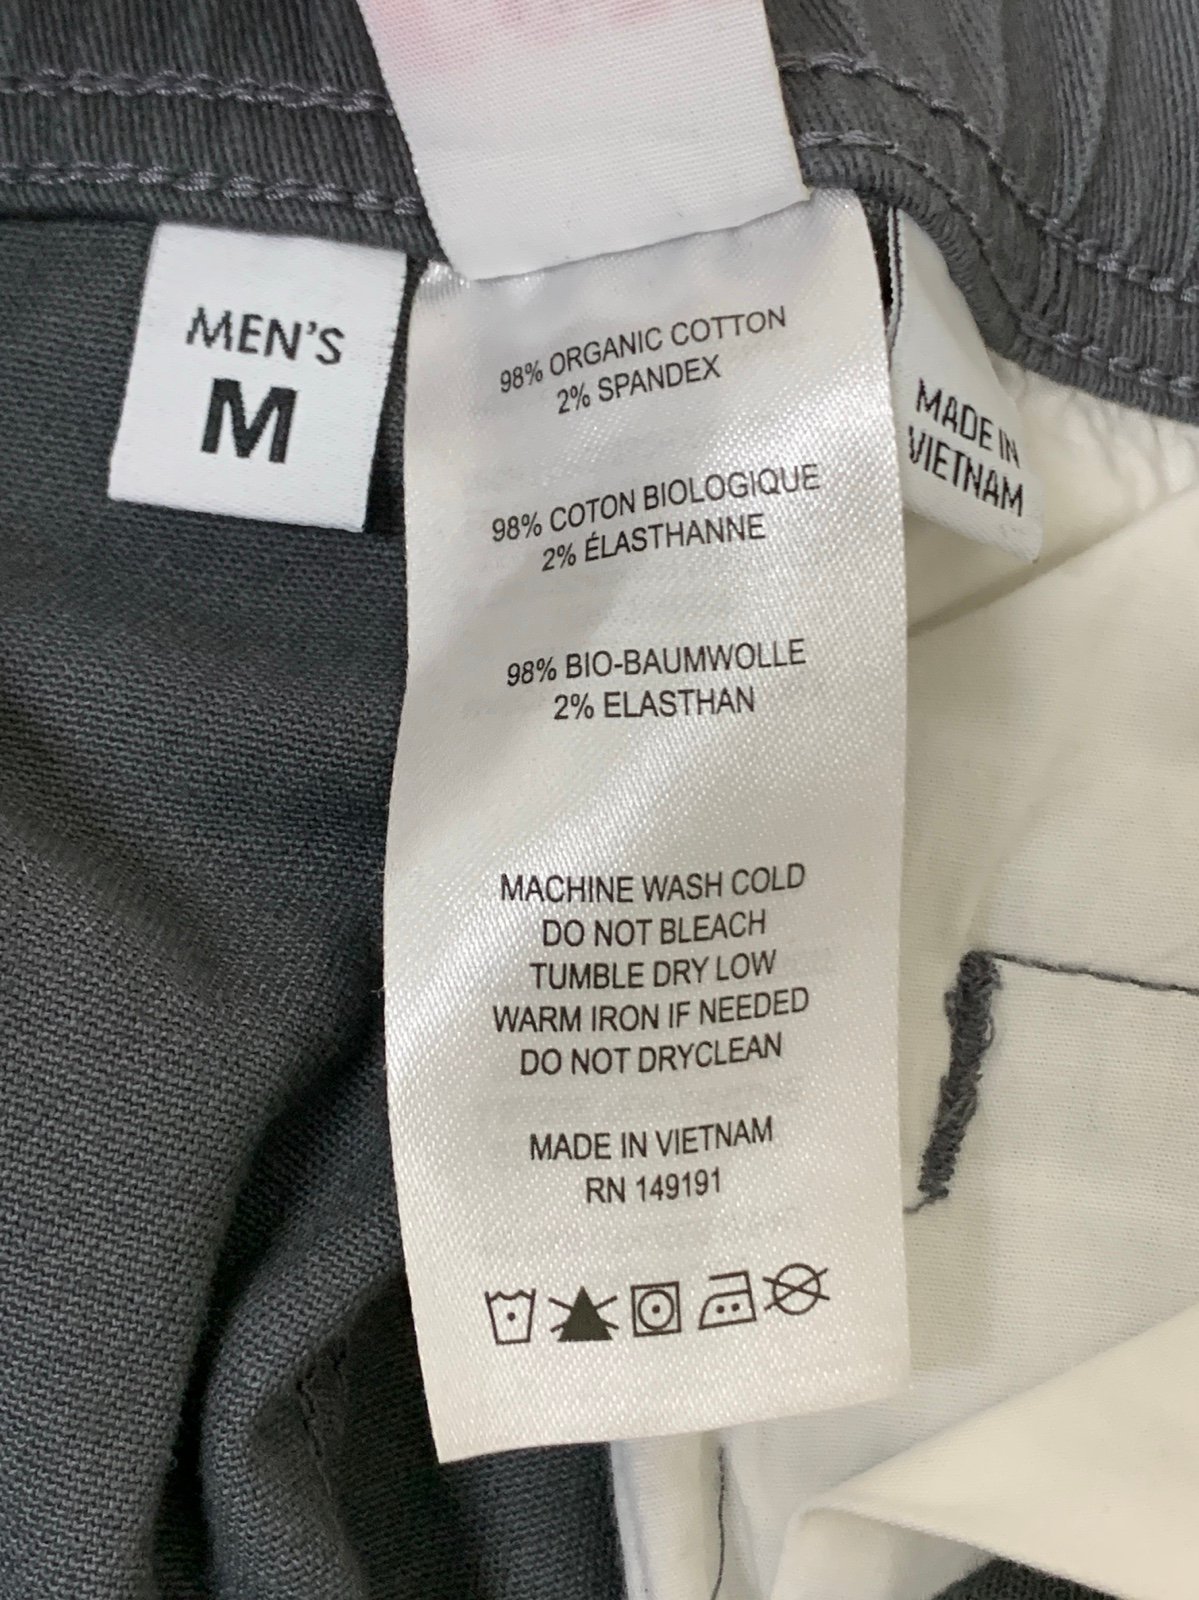 MEN'S
M
98% ORGANIC COTTON
2% SPANDEX
98% COTON BIOLOGIQUE
2% ÉLASTHANNE
98% BIO-BAUMWOLLE
2% ELASTHAN
MACHINE WASH COLD
DO NOT BLEACH
TUMBLE DRY LOW
WARM IRON IF NEEDED
DO NOT DRYCLEAN
MADE IN VIETNAM
RN 149191
MADE IN
VIETNAM